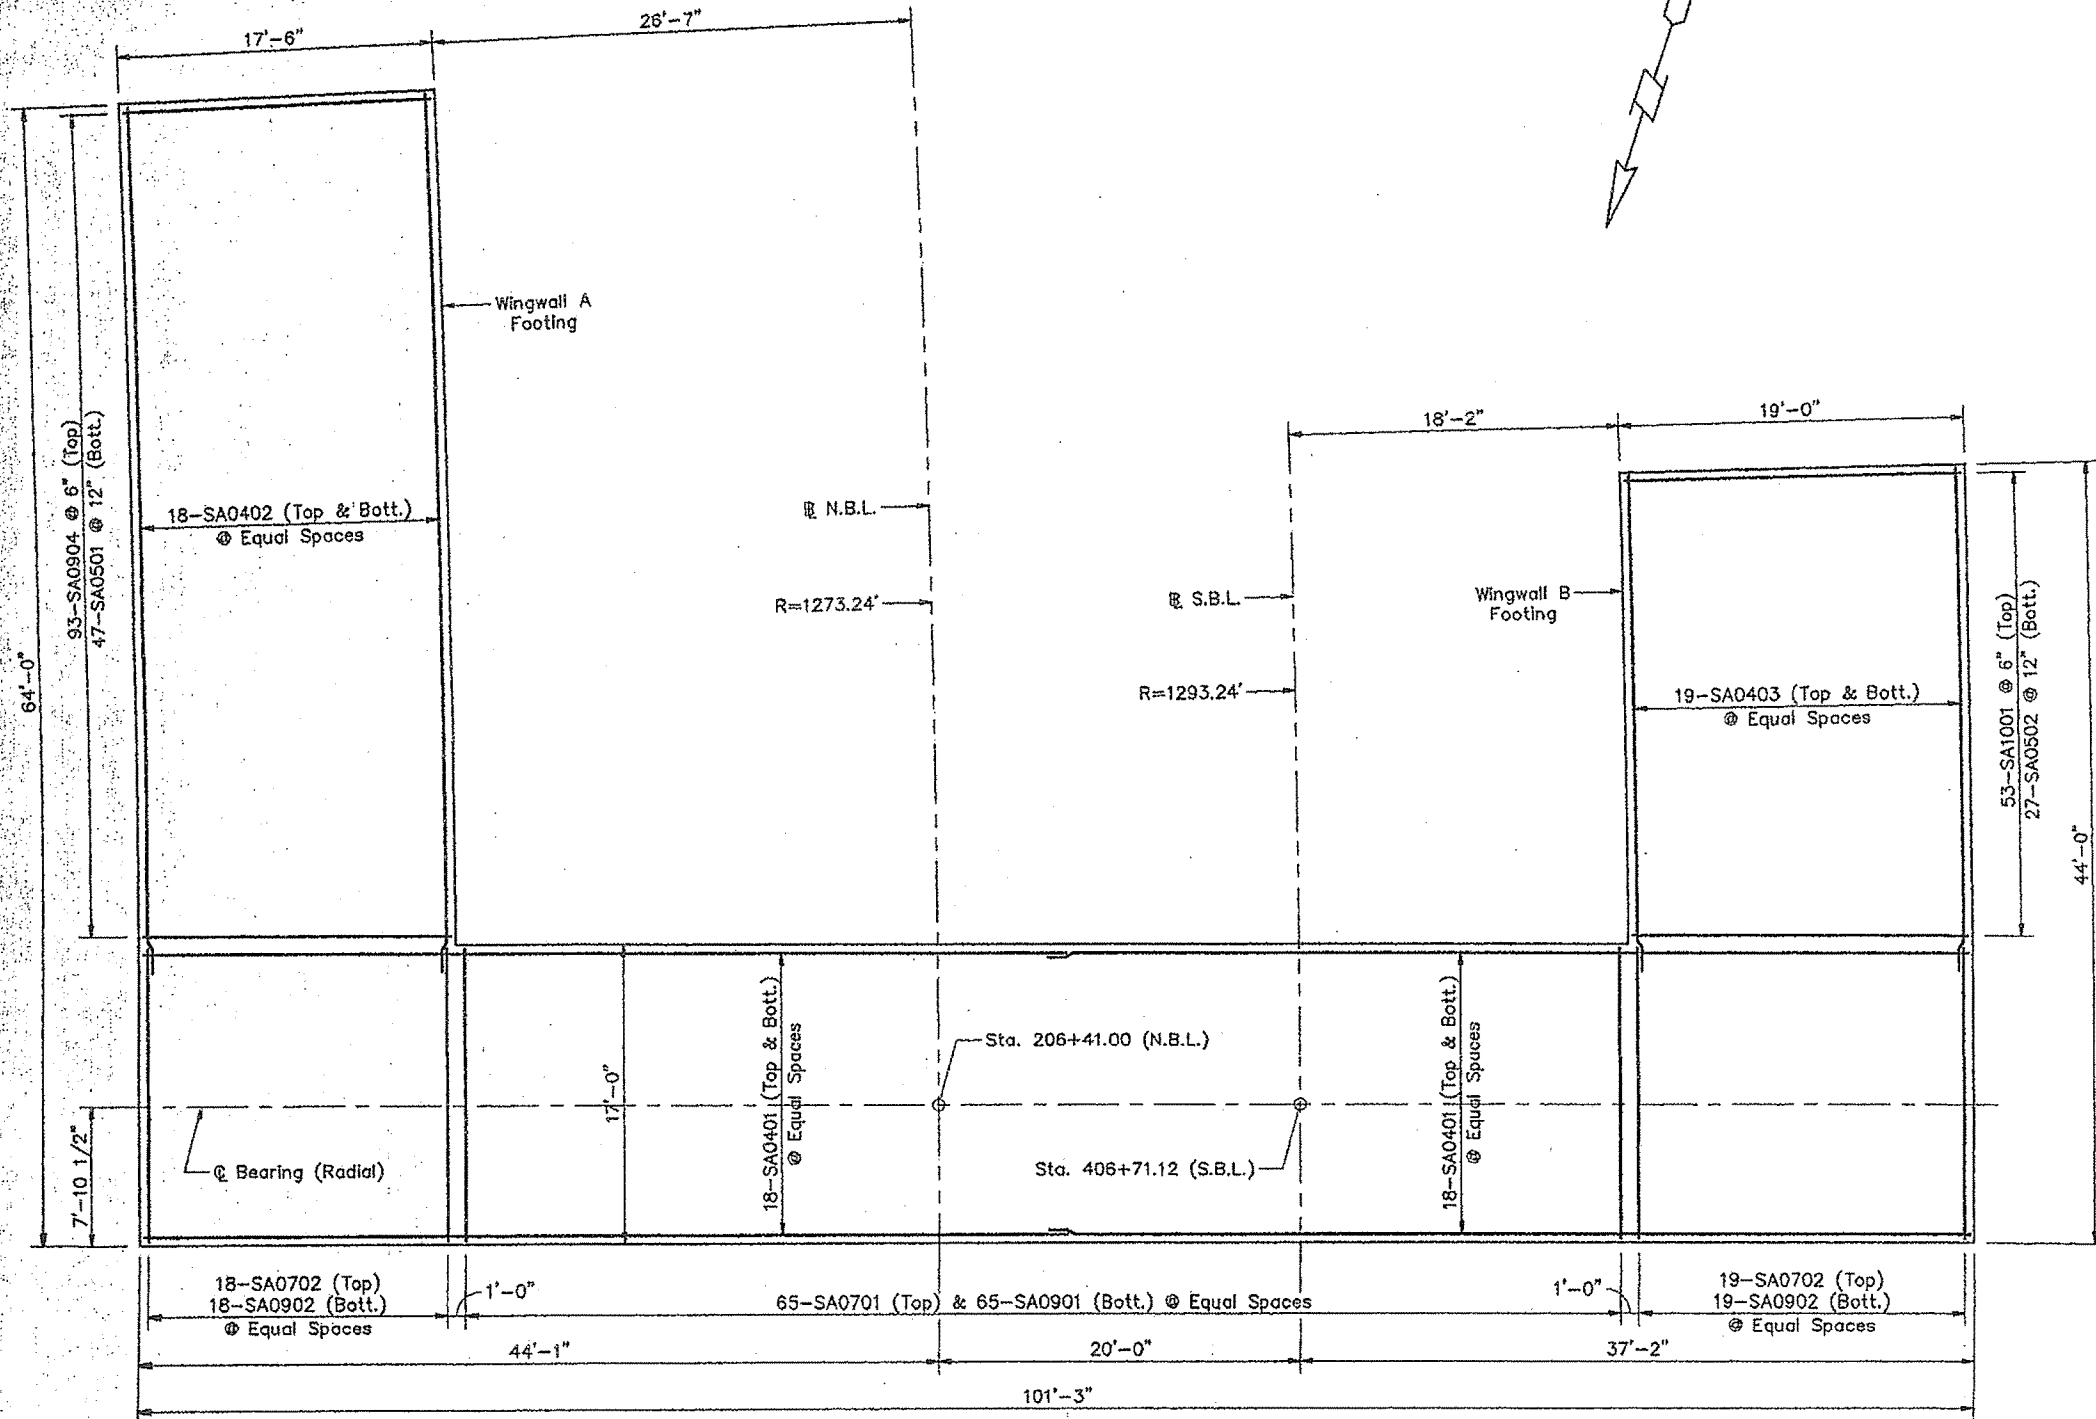 26'-7"
17'-6"
Wingwall A
Footing
18'-2"
19'-0"
93-SA0904 @ 6" (Top)
47-SA0501 @ 12" (Bott.)
18-SA0402 (Top & Bott.)
@ Equal Spaces
℄ N.B.L.
R=1273.24'
℄ S.B.L.
R=1293.24'
Wingwall B
Footing
64'-0"
19-SA0403 (Top & Bott.)
@ Equal Spaces
53-SA1001 @ 6" (Top)
27-SA0502 @ 12" (Bott.)
44'-0"
17'-0"
18-SA0401 (Top & Bott.)
@ Equal Spaces
Sta. 206+41.00 (N.B.L.)
18-SA0401 (Top & Bott.)
@ Equal Spaces
Sta. 406+71.12 (S.B.L.)
7'-10 1/2"
℄ Bearing (Radial)
18-SA0702 (Top)
18-SA0902 (Bott.)
@ Equal Spaces
1'-0"
65-SA0701 (Top) & 65-SA0901 (Bott.) @ Equal Spaces
1'-0"
19-SA0702 (Top)
19-SA0902 (Bott.)
@ Equal Spaces
44'-1"
20'-0"
37'-2"
101'-3"